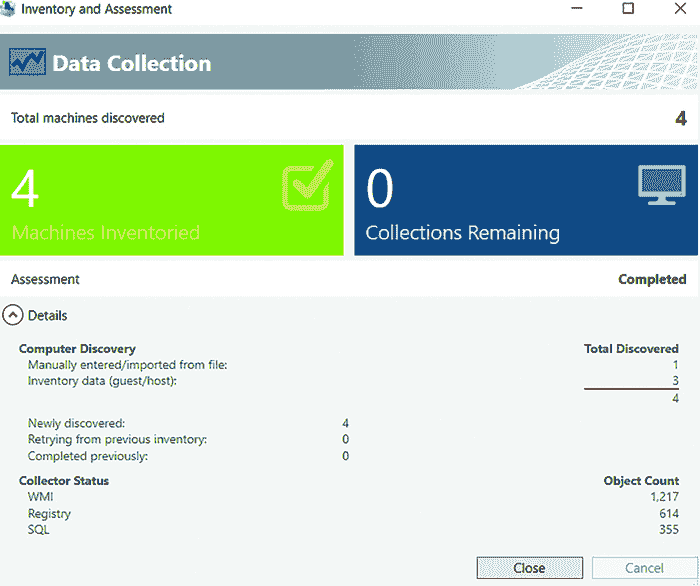 Inventory and Assessment
Data Collection
Total machines discovered 4
4 0
Machines Inventoried Collections Remaining
Assessment Completed
Details
Computer Discovery Total Discovered
Manually entered/imported from file: 1
Inventory data (guest/host): 3
4
Newly discovered: 4
Retrying from previous inventory: 0
Completed previously: 0
Collector Status Object Count
WMI 1,217
Registry 614
SQL 355
Close Cancel